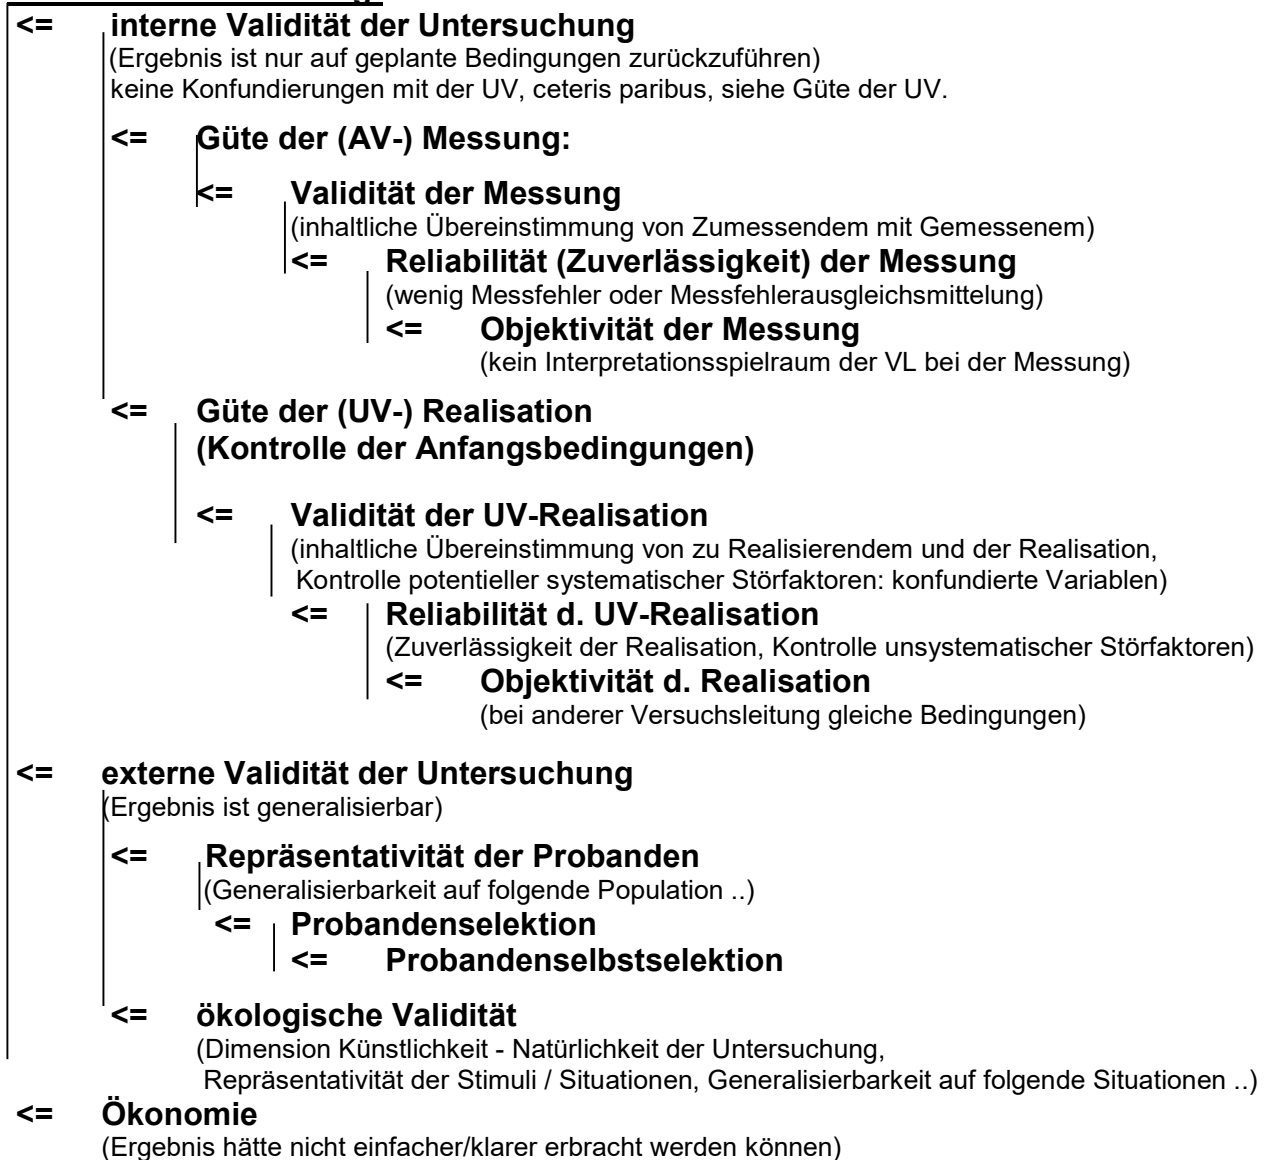 <= interne Validität der Untersuchung
(Ergebnis ist nur auf geplante Bedingungen zurückzuführen)
keine Konfundierungen mit der UV, ceteris paribus, siehe Güte der UV.
<= Güte der (AV-) Messung:
<= Validität der Messung
(inhaltliche Übereinstimmung von Zumessendem mit Gemessenem)
<= Reliabilität (Zuverlässigkeit) der Messung
(wenig Messfehler oder Messfehlerausgleichsmittelung)
<= Objektivität der Messung
(kein Interpretationsspielraum der VL bei der Messung)
<= Güte der (UV-) Realisation
(Kontrolle der Anfangsbedingungen)
<= Validität der UV-Realisation
(inhaltliche Übereinstimmung von zu Realisierendem und der Realisation,
Kontrolle potentieller systematischer Störfaktoren: konfundierte Variablen)
<= Reliabilität d. UV-Realisation
(Zuverlässigkeit der Realisation, Kontrolle unsystematischer Störfaktoren)
<= Objektivität d. Realisation
(bei anderer Versuchsleitung gleiche Bedingungen)
<= externe Validität der Untersuchung
(Ergebnis ist generalisierbar)
<= Repräsentativität der Probanden
(Generalisierbarkeit auf folgende Population ..)
<= Probandenselektion
<= Probandenselbstselektion
<= ökologische Validität
(Dimension Künstlichkeit - Natürlichkeit der Untersuchung,
Repräsentativität der Stimuli / Situationen, Generalisierbarkeit auf folgende Situationen ..)
<= Ökonomie
(Ergebnis hätte nicht einfacher/klarer erbracht werden können)